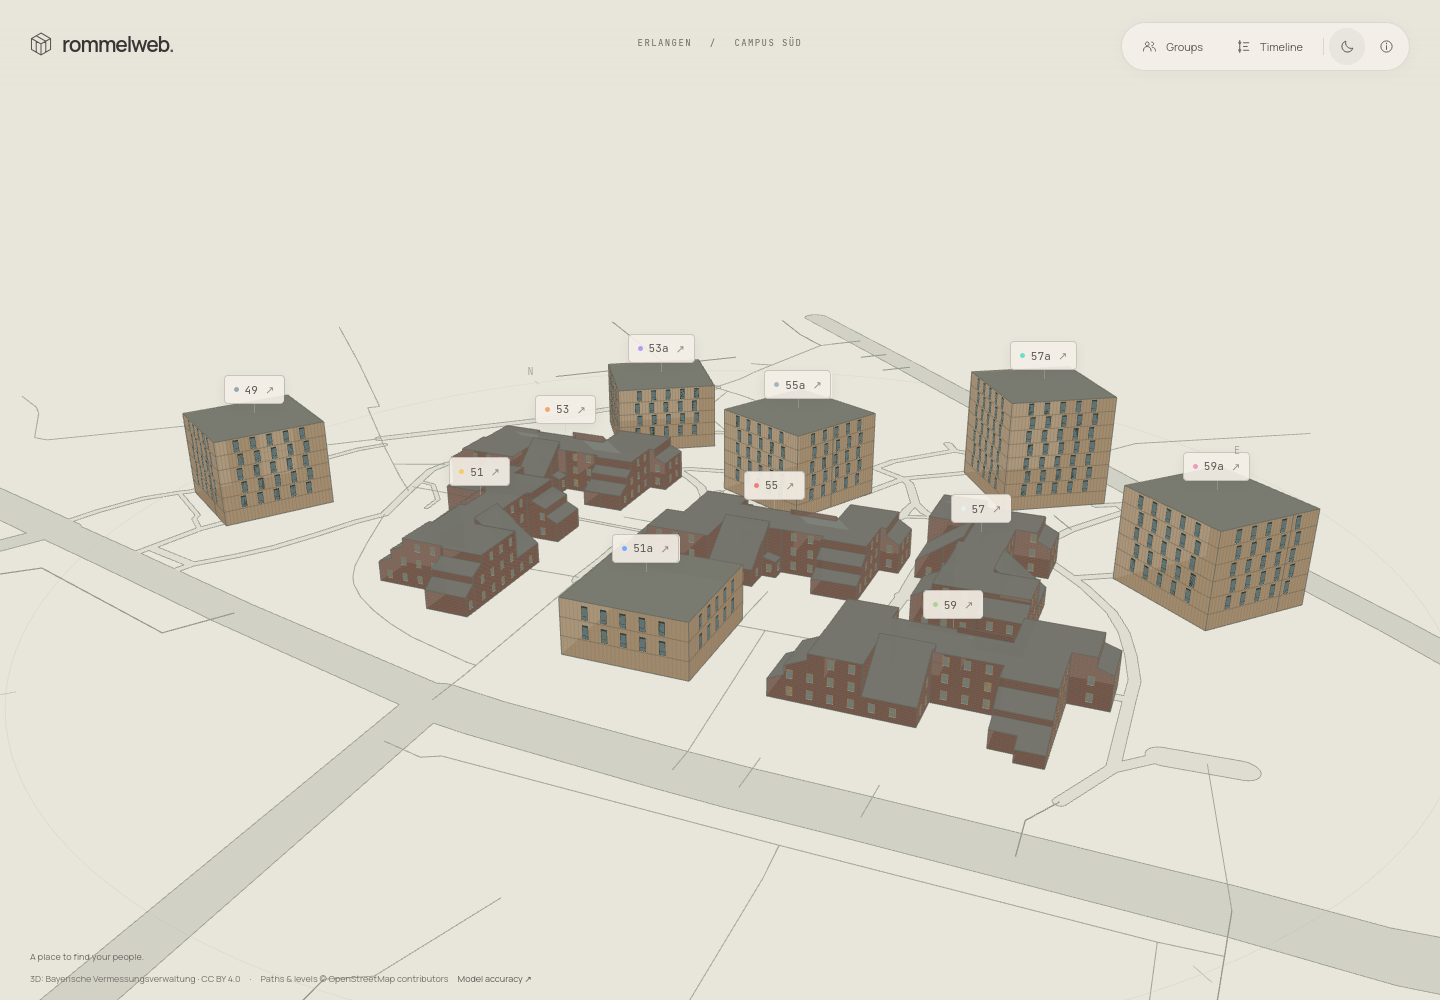 rommelweb.
ERLANGEN / CAMPUS SÜD
Groups
Timeline
53a ↗
57a ↗
N
49 ↗
55a ↗
53 ↗
E
51 ↗
59a ↗
55 ↗
57 ↗
51a ↗
59 ↗
A place to find your people.
3D: Bayerische Vermessungsverwaltung · CC BY 4.0 · Paths & levels © OpenStreetMap contributors Model accuracy ↗